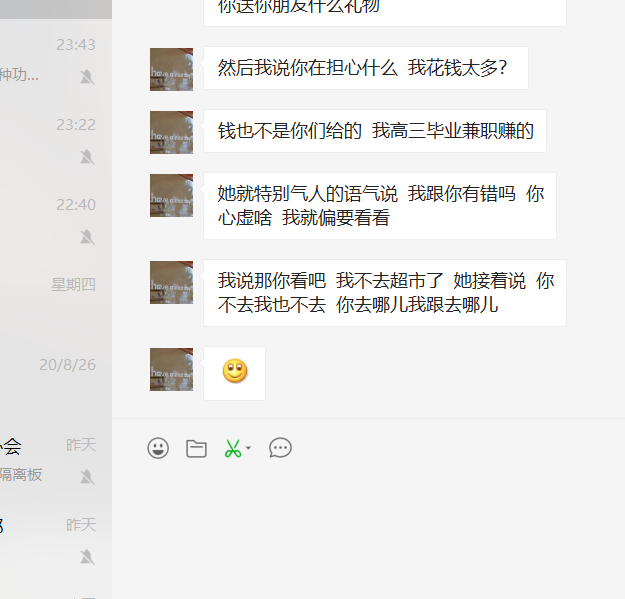 你送你朋友什么礼物
23:43
种功...
然后我说你在担心什么 我花钱太多?
23:22
钱也不是你们给的 我高三毕业兼职赚的
22:40
她就特别气人的语气说 我跟你有错吗 你
心虚啥 我就偏要看看
星期四
我说那你看吧 我不去超市了 她接着说 你
不去我也不去 你去哪儿我跟去哪儿
20/8/26
办会
昨天
隔离板
昨天